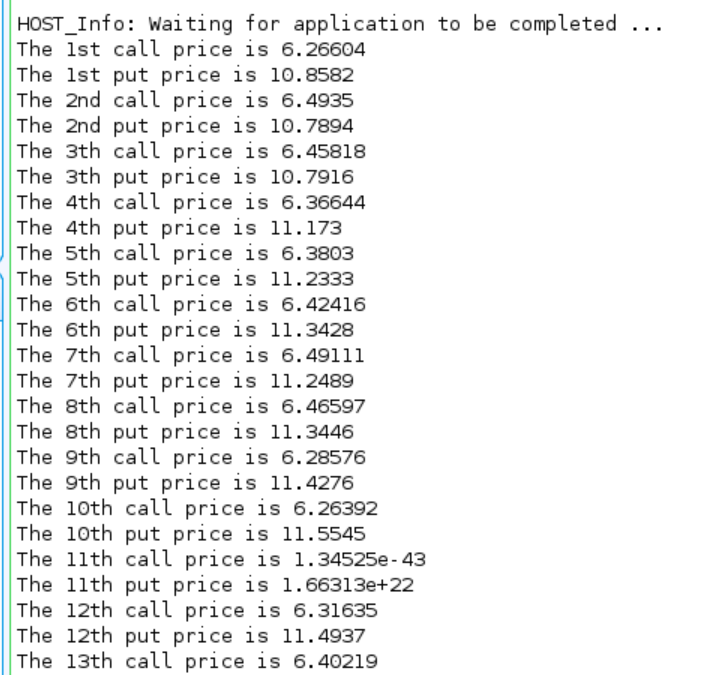 HOST_Info: Waiting for application to be completed ...
The 1st call price is 6.26604
The 1st put price is 10.8582
The 2nd call price is 6.4935
The 2nd put price is 10.7894
The 3th call price is 6.45818
The 3th put price is 10.7916
The 4th call price is 6.36644
The 4th put price is 11.173
The 5th call price is 6.3803
The 5th put price is 11.2333
The 6th call price is 6.42416
The 6th put price is 11.3428
The 7th call price is 6.49111
The 7th put price is 11.2489
The 8th call price is 6.46597
The 8th put price is 11.3446
The 9th call price is 6.28576
The 9th put price is 11.4276
The 10th call price is 6.26392
The 10th put price is 11.5545
The 11th call price is 1.34525e-43
The 11th put price is 1.66313e+22
The 12th call price is 6.31635
The 12th put price is 11.4937
The 13th call price is 6.40219